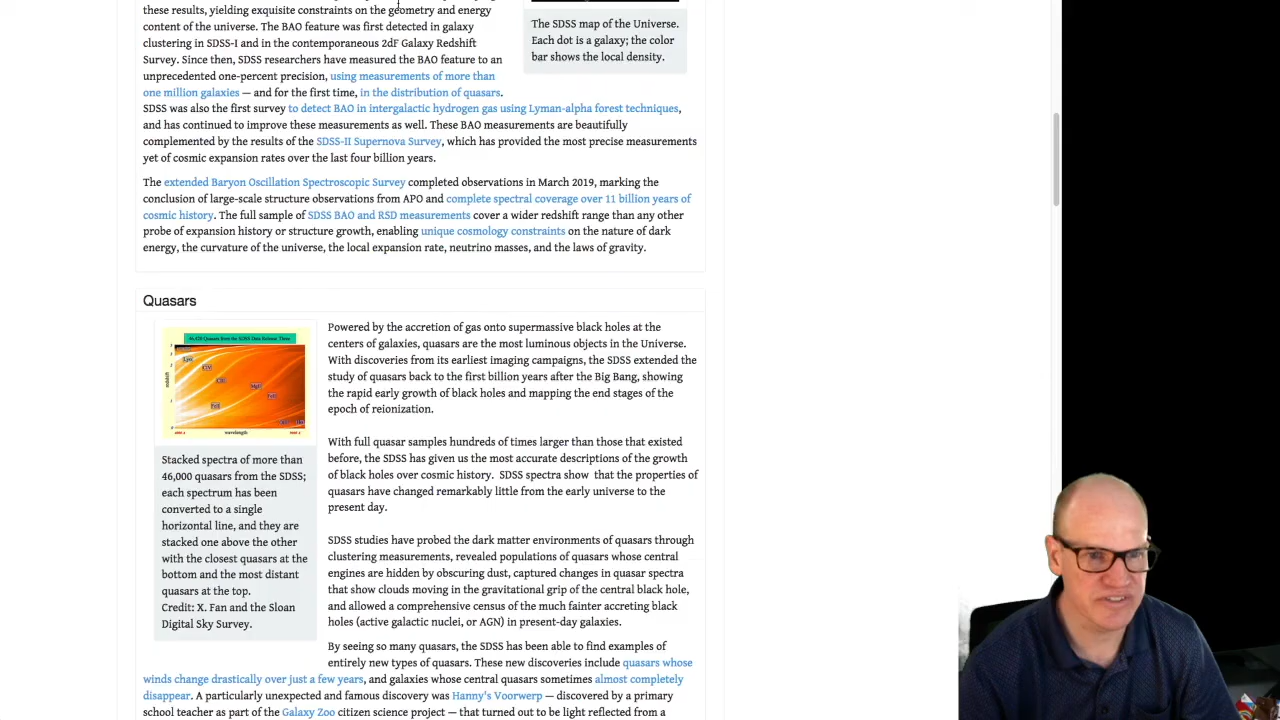 these results, yielding exquisite constraints on the geometry and energy
content of the universe. The BAO feature was first detected in galaxy
clustering in SDSS-I and in the contemporaneous 2dF Galaxy Redshift
Survey. Since then, SDSS researchers have measured the BAO feature to an
unprecedented one-percent precision, using measurements of more than
one million galaxies — and for the first time, in the distribution of quasars.
SDSS was also the first survey to detect BAO in intergalactic hydrogen gas using Lyman-alpha forest techniques,
and has continued to improve these measurements as well. These BAO measurements are beautifully
complemented by the results of the SDSS-II Supernova Survey, which has provided the most precise measurements
yet of cosmic expansion rates over the last four billion years.
The SDSS map of the Universe.
Each dot is a galaxy; the color
bar shows the local density.
The extended Baryon Oscillation Spectroscopic Survey completed observations in March 2019, marking the
conclusion of large-scale structure observations from APO and complete spectral coverage over 11 billion years of
cosmic history. The full sample of SDSS BAO and RSD measurements cover a wider redshift range than any other
probe of expansion history or structure growth, enabling unique cosmology constraints on the nature of dark
energy, the curvature of the universe, the local expansion rate, neutrino masses, and the laws of gravity.
Quasars
46,420 Quasars from the SDSS Data Release Three
redshift
wavelength
Stacked spectra of more than
46,000 quasars from the SDSS;
each spectrum has been
converted to a single
horizontal line, and they are
stacked one above the other
with the closest quasars at the
bottom and the most distant
quasars at the top.
Credit: X. Fan and the Sloan
Digital Sky Survey.
Powered by the accretion of gas onto supermassive black holes at the
centers of galaxies, quasars are the most luminous objects in the Universe.
With discoveries from its earliest imaging campaigns, the SDSS extended the
study of quasars back to the first billion years after the Big Bang, showing
the rapid early growth of black holes and mapping the end stages of the
epoch of reionization.
With full quasar samples hundreds of times larger than those that existed
before, the SDSS has given us the most accurate descriptions of the growth
of black holes over cosmic history. SDSS spectra show that the properties of
quasars have changed remarkably little from the early universe to the
present day.
SDSS studies have probed the dark matter environments of quasars through
clustering measurements, revealed populations of quasars whose central
engines are hidden by obscuring dust, captured changes in quasar spectra
that show clouds moving in the gravitational grip of the central black hole,
and allowed a comprehensive census of the much fainter accreting black
holes (active galactic nuclei, or AGN) in present-day galaxies.
By seeing so many quasars, the SDSS has been able to find examples of
entirely new types of quasars. These new discoveries include quasars whose
winds change drastically over just a few years, and galaxies whose central quasars sometimes almost completely
disappear. A particularly unexpected and famous discovery was Hanny's Voorwerp — discovered by a primary
school teacher as part of the Galaxy Zoo citizen science project — that turned out to be light reflected from a